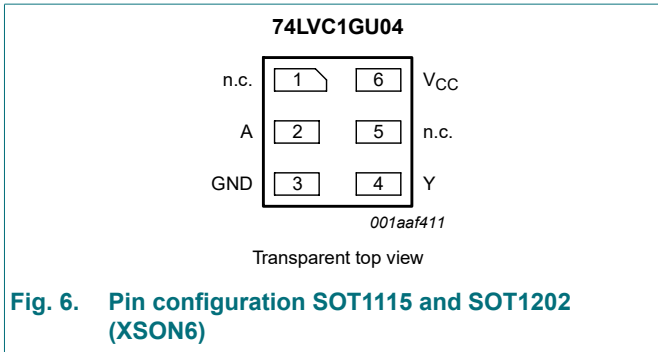 74LVC1GU04
n.c. 1 6 VCC
A 2 5 n.c.
GND 3 4 Y
001aaf411
Transparent top view
Fig. 6. Pin configuration SOT1115 and SOT1202
(XSON6)